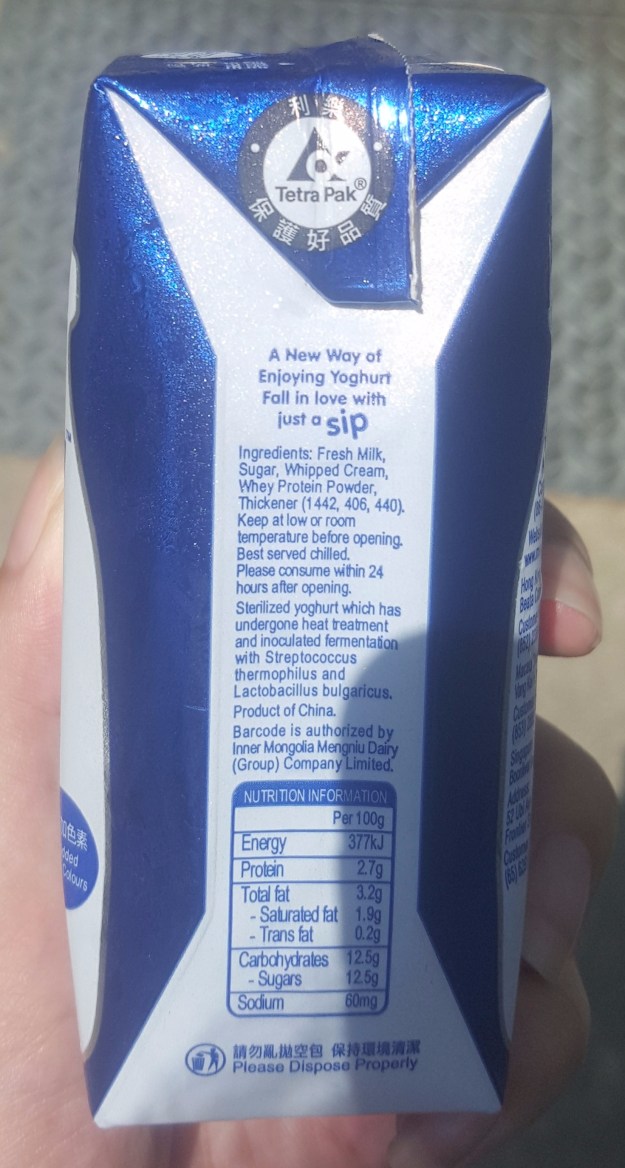 利樂
Tetra Pak®
保護好品質
A New Way of
Enjoying Yoghurt
Fall in love with
just a sip
Ingredients: Fresh Milk,
Sugar, Whipped Cream,
Whey Protein Powder,
Thickener (1442, 406, 440).
Keep at low or room
temperature before opening.
Best served chilled.
Please consume within 24
hours after opening.
Sterilized yoghurt which has
undergone heat treatment
and inoculated fermentation
with Streptococcus
thermophilus and
Lactobacillus bulgaricus.
Product of China.
Barcode is authorized by
Inner Mongolia Mengniu Dairy
(Group) Company Limited.
NUTRITION INFORMATION
Per 100g
Energy 377kJ
Protein 2.7g
Total fat 3.2g
- Saturated fat 1.9g
- Trans fat 0.2g
Carbohydrates 12.5g
- Sugars 12.5g
Sodium 60mg
請勿亂拋空包 保持環境清潔
Please Dispose Properly
色素
Colours
Hong